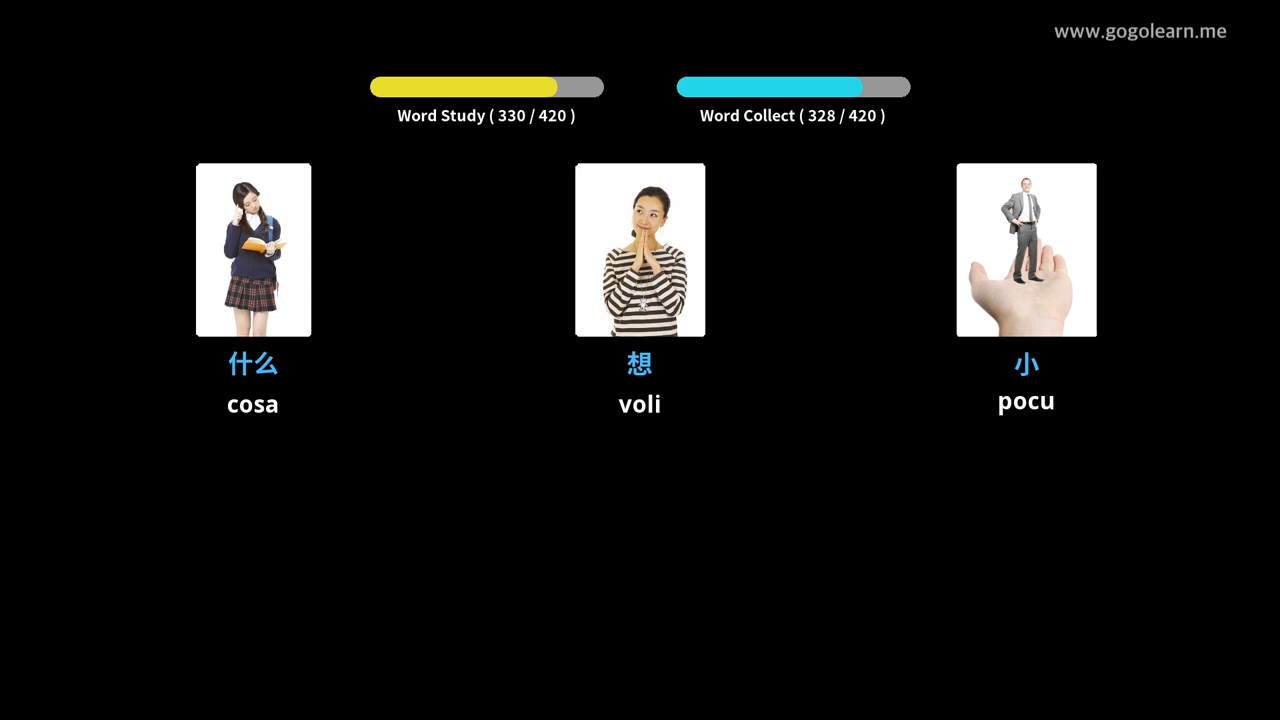 www.gogolearn.me
Word Study ( 330 / 420 )
Word Collect ( 328 / 420 )
什么
想
小
cosa
voli
pocu